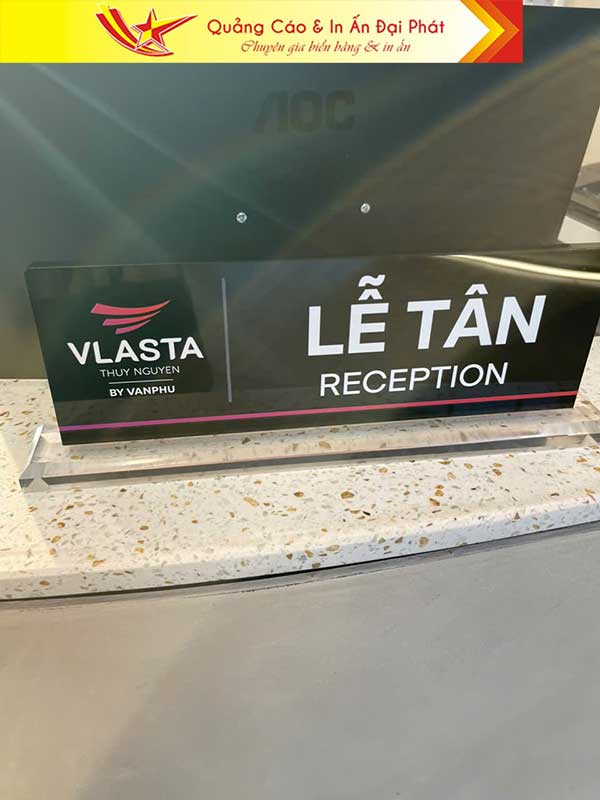 Quảng Cáo & In Ấn Đại Phát
Chuyên gia biển bảng & in ấn
AOC
VLASTA
THUY NGUYEN
BY VANPHU
LỄ TÂN
RECEPTION